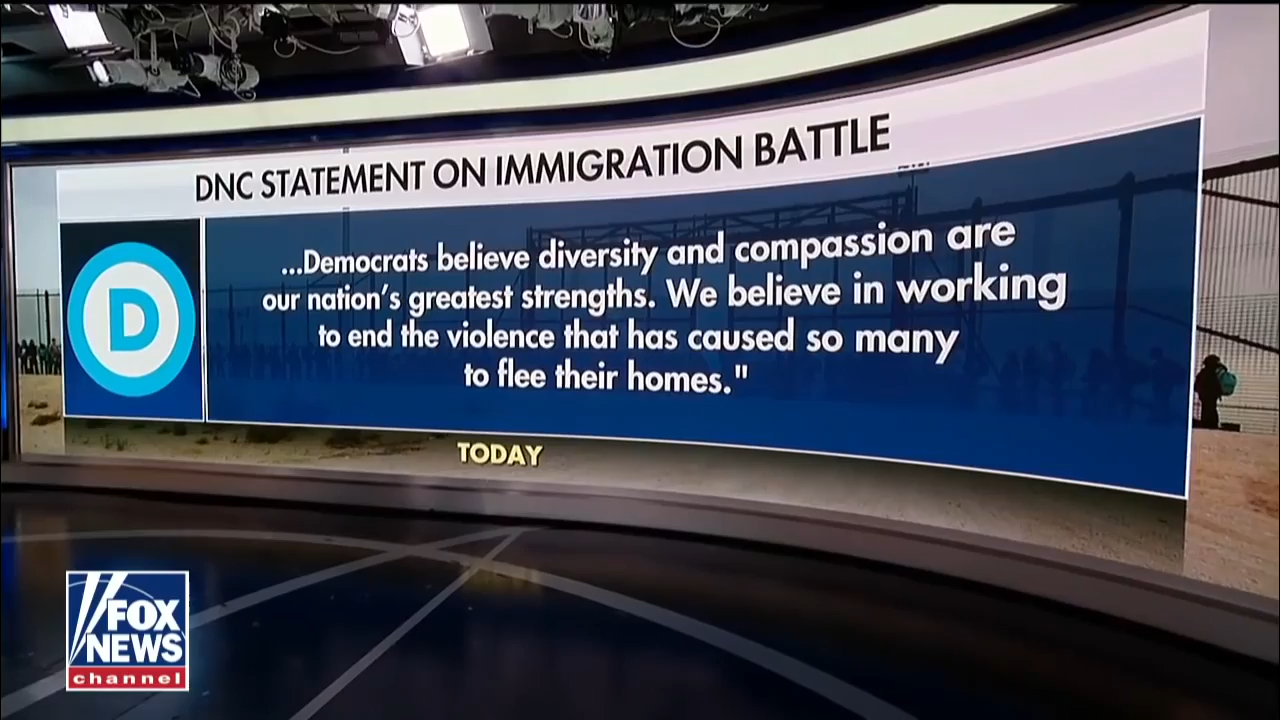 DNC STATEMENT ON IMMIGRATION BATTLE
D
...Democrats believe diversity and compassion are
our nation's greatest strengths. We believe in working
to end the violence that has caused so many
to flee their homes."
TODAY
FOX
NEWS
channel